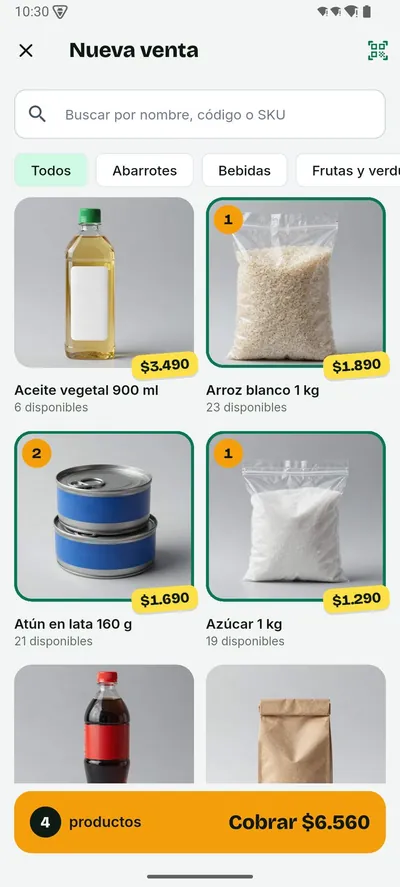 10:30
Nueva venta
Buscar por nombre, código o SKU
Todos Abarrotes Bebidas Frutas y verdu
1
$3.490 $1.890
Aceite vegetal 900 ml Arroz blanco 1 kg
6 disponibles 23 disponibles
2 1
$1.690 $1.290
Atún en lata 160 g Azúcar 1 kg
21 disponibles 19 disponibles
4 productos Cobrar $6.560